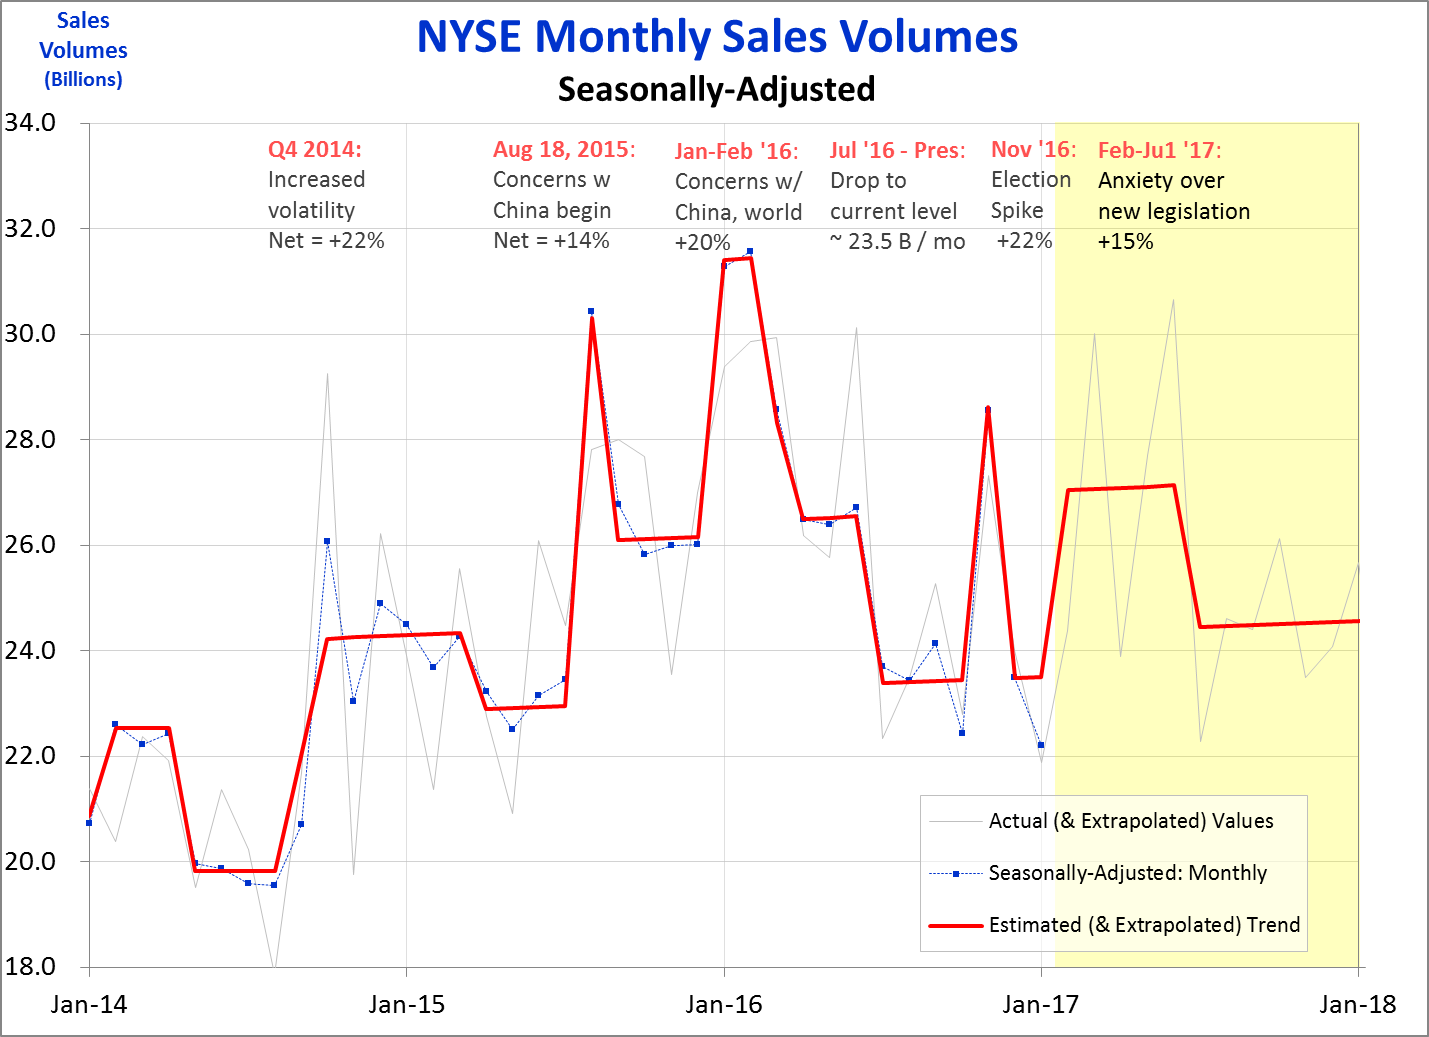 Sales
Volumes
(Billions)
NYSE Monthly Sales Volumes
Seasonally-Adjusted
34.0
32.0
30.0
28.0
26.0
24.0
22.0
20.0
18.0
Q4 2014:
Increased
volatility
Net = +22%
Aug 18, 2015:
Concerns w
China begin
Net = +14%
Jan-Feb '16:
Concerns w/
China, world
+20%
Jul '16 - Pres:
Drop to
current level
~ 23.5 B / mo
Nov '16:
Election
Spike
+22%
Feb-Ju1 '17:
Anxiety over
new legislation
+15%
Actual (& Extrapolated) Values
Seasonally-Adjusted: Monthly
Estimated (& Extrapolated) Trend
Jan-14
Jan-15
Jan-16
Jan-17
Jan-18